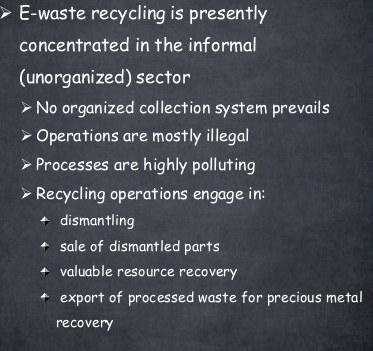 E-waste recycling is presently
concentrated in the informal
(unorganized) sector
No organized collection system prevails
Operations are mostly illegal
Processes are highly polluting
Recycling operations engage in:
dismantling
sale of dismantled parts
valuable resource recovery
export of processed waste for precious metal
recovery